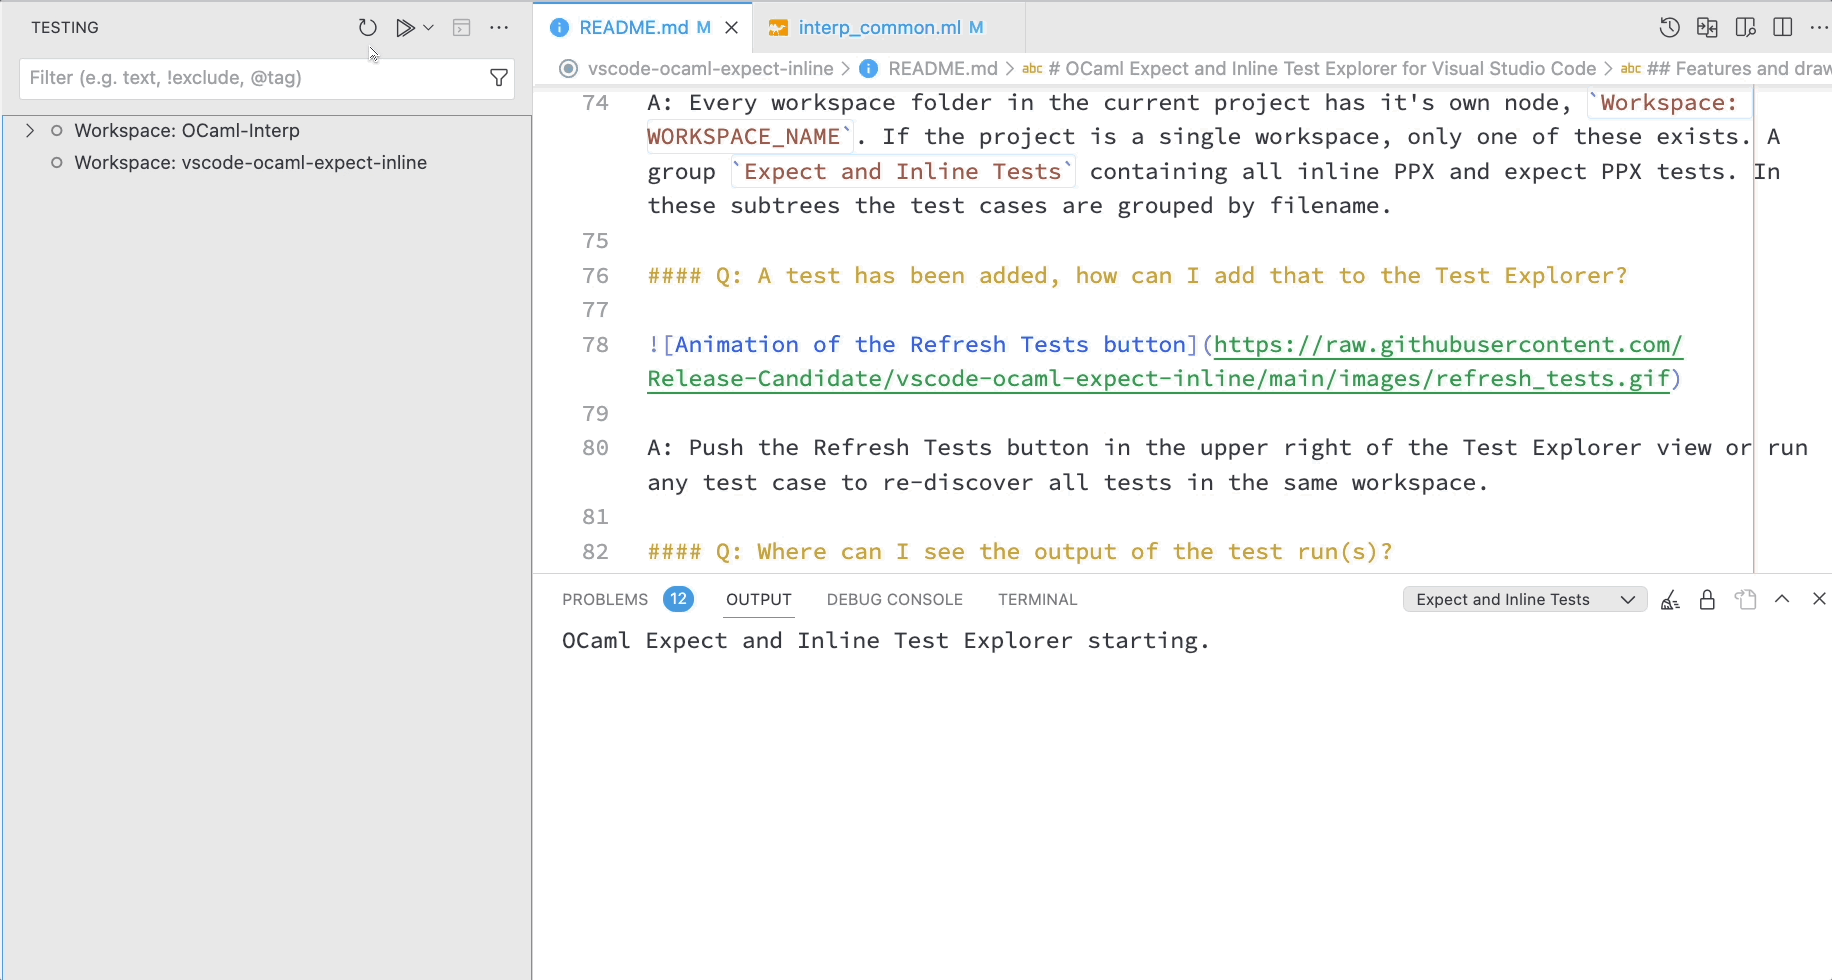 TESTING
Filter (e.g. text, !exclude, @tag)
Workspace: OCaml-Interp
Workspace: vscode-ocaml-expect-inline
README.md M
interp_common.ml M
vscode-ocaml-expect-inline > README.md > abc # OCaml Expect and Inline Test Explorer for Visual Studio Code > abc ## Features and draw
74 A: Every workspace folder in the current project has it's own node, `Workspace:
WORKSPACE_NAME`. If the project is a single workspace, only one of these exists. A
group `Expect and Inline Tests` containing all inline PPX and expect PPX tests. In
these subtrees the test cases are grouped by filename.
75
76 #### Q: A test has been added, how can I add that to the Test Explorer?
77
78 ![Animation of the Refresh Tests button](https://raw.githubusercontent.com/
Release-Candidate/vscode-ocaml-expect-inline/main/images/refresh_tests.gif)
79
80 A: Push the Refresh Tests button in the upper right of the Test Explorer view or run
any test case to re-discover all tests in the same workspace.
81
82 #### Q: Where can I see the output of the test run(s)?
PROBLEMS 12 OUTPUT DEBUG CONSOLE TERMINAL
Expect and Inline Tests
OCaml Expect and Inline Test Explorer starting.